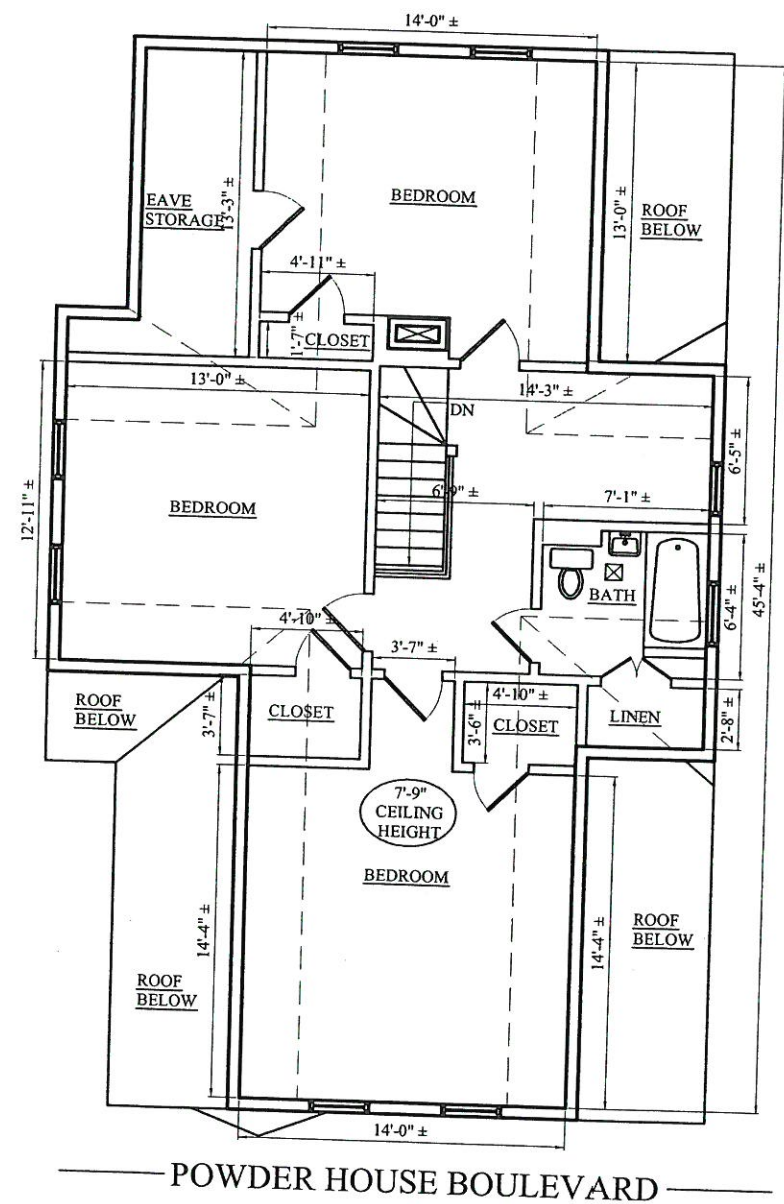 14'-0" ±
EAVE
STORAGE
13'-3" ±
BEDROOM
13'-0" ±
ROOF
BELOW
4'-11" ±
1'-7" ±
CLOSET
13'-0" ±
14'-3" ±
DN
6'-5" ±
12'-11" ±
BEDROOM
6'-9" ±
7'-1" ±
BATH
6'-4" ±
45'-4" ±
4'-10" ±
3'-7" ±
ROOF
BELOW
3'-7" ±
CLOSET
4'-10" ±
3'-6" ±
CLOSET
LINEN
2'-8" ±
7'-9"
CEILING
HEIGHT
BEDROOM
14'-4" ±
14'-4" ±
ROOF
BELOW
ROOF
BELOW
14'-0" ±
POWDER HOUSE BOULEVARD